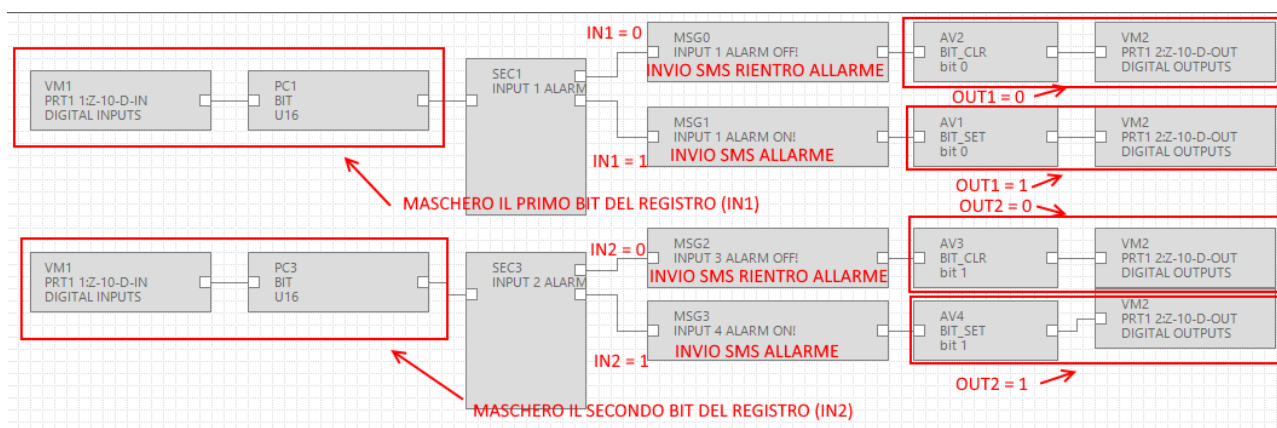 IN1 = 0
MSG0
INPUT 1 ALARM OFF!
INVIO SMS RIENTRO ALLARME
AV2
BIT_CLR
bit 0
VM2
PRT1 2:Z-10-D-OUT
DIGITAL OUTPUTS
OUT1 = 0
VM1
PRT1 1:Z-10-D-IN
DIGITAL INPUTS
PC1
BIT
U16
SEC1
INPUT 1 ALARM
IN1 = 1
MSG1
INPUT 1 ALARM ON!
INVIO SMS ALLARME
AV1
BIT_SET
bit 0
VM2
PRT1 2:Z-10-D-OUT
DIGITAL OUTPUTS
OUT1 = 1
MASCHERO IL PRIMO BIT DEL REGISTRO (IN1)
OUT2 = 0
IN2 = 0
MSG2
INPUT 3 ALARM OFF!
INVIO SMS RIENTRO ALLARME
AV3
BIT_CLR
bit 1
VM2
PRT1 2:Z-10-D-OUT
DIGITAL OUTPUTS
VM1
PRT1 1:Z-10-D-IN
DIGITAL INPUTS
PC3
BIT
U16
SEC3
INPUT 2 ALARM
IN2 = 1
MSG3
INPUT 4 ALARM ON!
INVIO SMS ALLARME
AV4
BIT_SET
bit 1
VM2
PRT1 2:Z-10-D-OUT
DIGITAL OUTPUTS
OUT2 = 1
MASCHERO IL SECONDO BIT DEL REGISTRO (IN2)